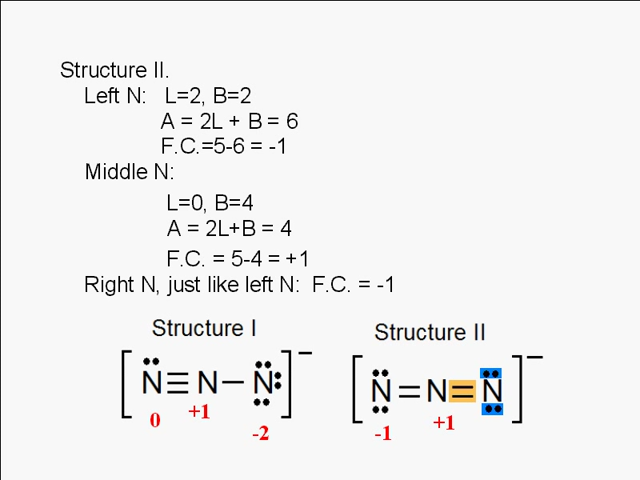 Structure II.
Left N: L=2, B=2
A = 2L + B = 6
F.C.=5-6 = -1
Middle N:
L=0, B=4
A = 2L+B = 4
F.C. = 5-4 = +1
Right N, just like left N: F.C. = -1
Structure I Structure II
[N≡N–N]− [N=N=N]−
0 +1 -2 -1 +1